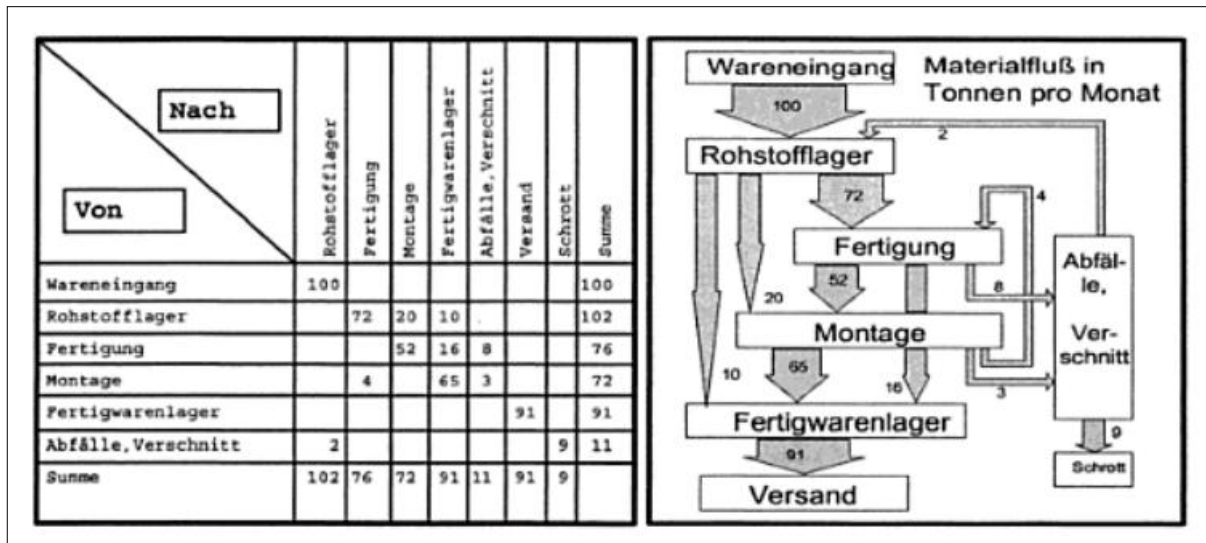 Nach
Von
Rohstofflager
Fertigung
Montage
Fertigwarenlager
Abfälle,Verschnitt
Versand
Schrott
Summe
Wareneingang 100 100
Rohstofflager 72 20 10 102
Fertigung 52 16 8 76
Montage 4 65 3 72
Fertigwarenlager 91 91
Abfälle,Verschnitt 2 9 11
Summe 102 76 72 91 11 91 9
Wareneingang
Materialfluß in
Tonnen pro Monat
100
2
Rohstofflager
72
4
Fertigung
Abfäl-
le,
Ver-
schnitt
52
8
20
Montage
65
10
16
3
Fertigwarenlager
9
91
Schrott
Versand